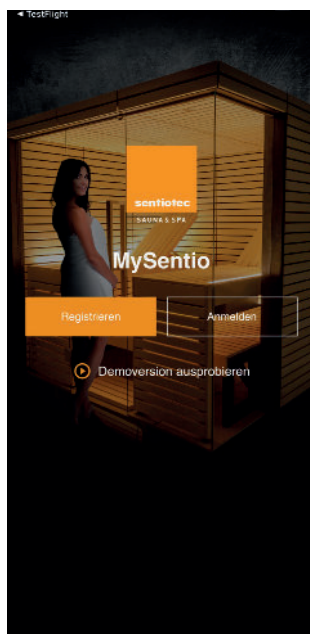 ◄ TestFlight
sentiotec
SAUNA & SPA
MySentio
Registrieren
Anmelden
Demoversion ausprobieren